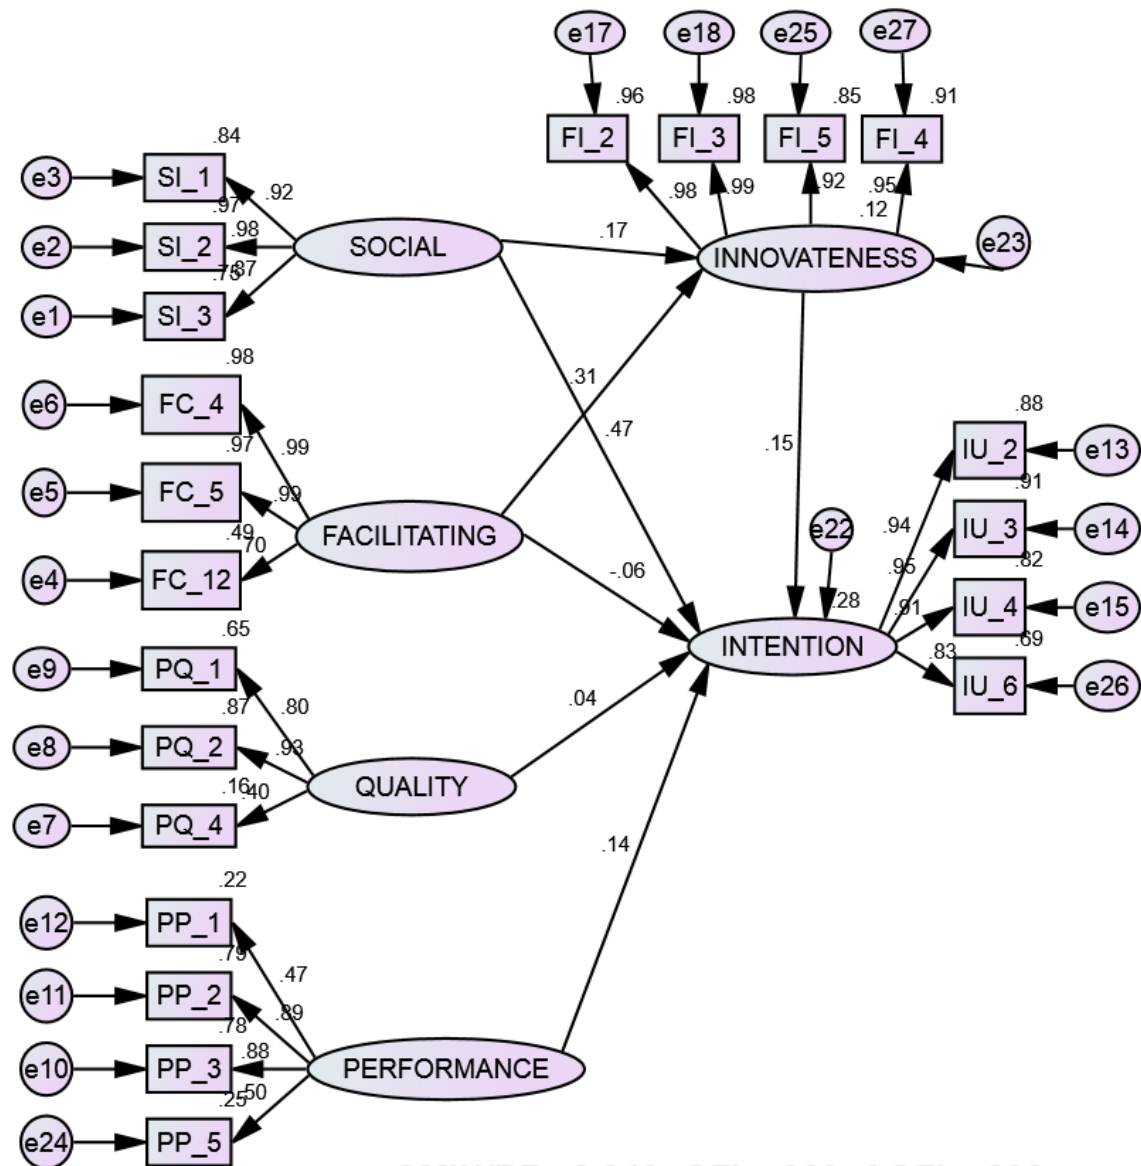 e17
e18
e25
e27
.96
.98
.85
.91
FI_2
FI_3
FI_5
FI_4
.84
e3
SI_1
.92
.98
.99
.92
.95
.97
.12
e2
SI_2
.98
SOCIAL
.17
INNOVATENESS
e23
.75
.87
e1
SI_3
.98
.31
e6
FC_4
.88
.97
.99
.47
.15
IU_2
e13
.91
e5
FC_5
.99
.94
e22
IU_3
e14
.49
.70
FACILITATING
.82
.95
e4
FC_12
-.06
.28
.91
IU_4
e15
.65
.69
e9
PQ_1
INTENTION
.83
IU_6
e26
.87
.80
.04
e8
PQ_2
.93
.16
.40
QUALITY
e7
PQ_4
.14
.22
e12
PP_1
.79
.47
e11
PP_2
.89
.78
.88
e10
PP_3
PERFORMANCE
.25
.50
e24
PP_5